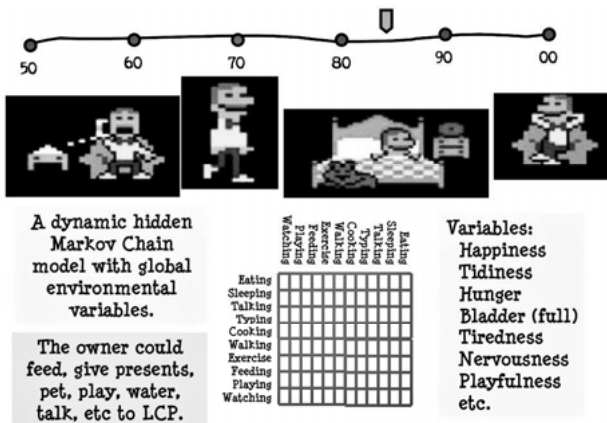 50 60 70 80 90 00
A dynamic hidden
Markov Chain
model with global
environmental
variables.
The owner could
feed, give presents,
pet, play, water,
talk, etc to LCP.
Watching
Playing
Feeding
Exercise
Walking
Cooking
Typing
Talking
Sleeping
Eating
Eating
Sleeping
Talking
Typing
Cooking
Walking
Exercise
Feeding
Playing
Watching
Variables:
Happiness
Tidiness
Hunger
Bladder (full)
Tiredness
Nervousness
Playfulness
etc.